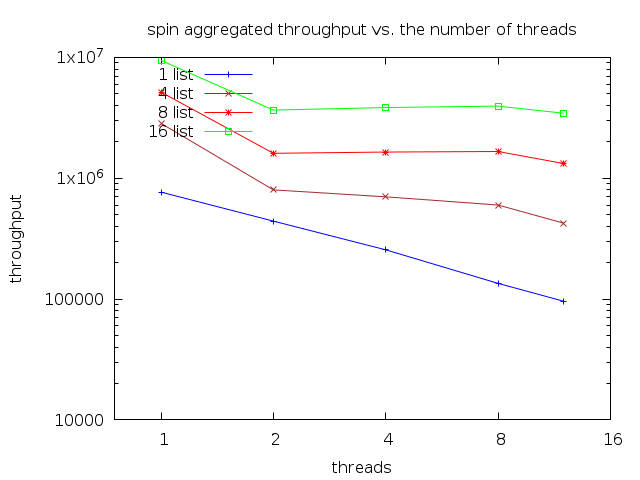 spin aggregated throughput vs. the number of threads
1x10^7
1x10^6
100000
10000
throughput
1 list
4 list
8 list
16 list
1 2 4 8 16
threads